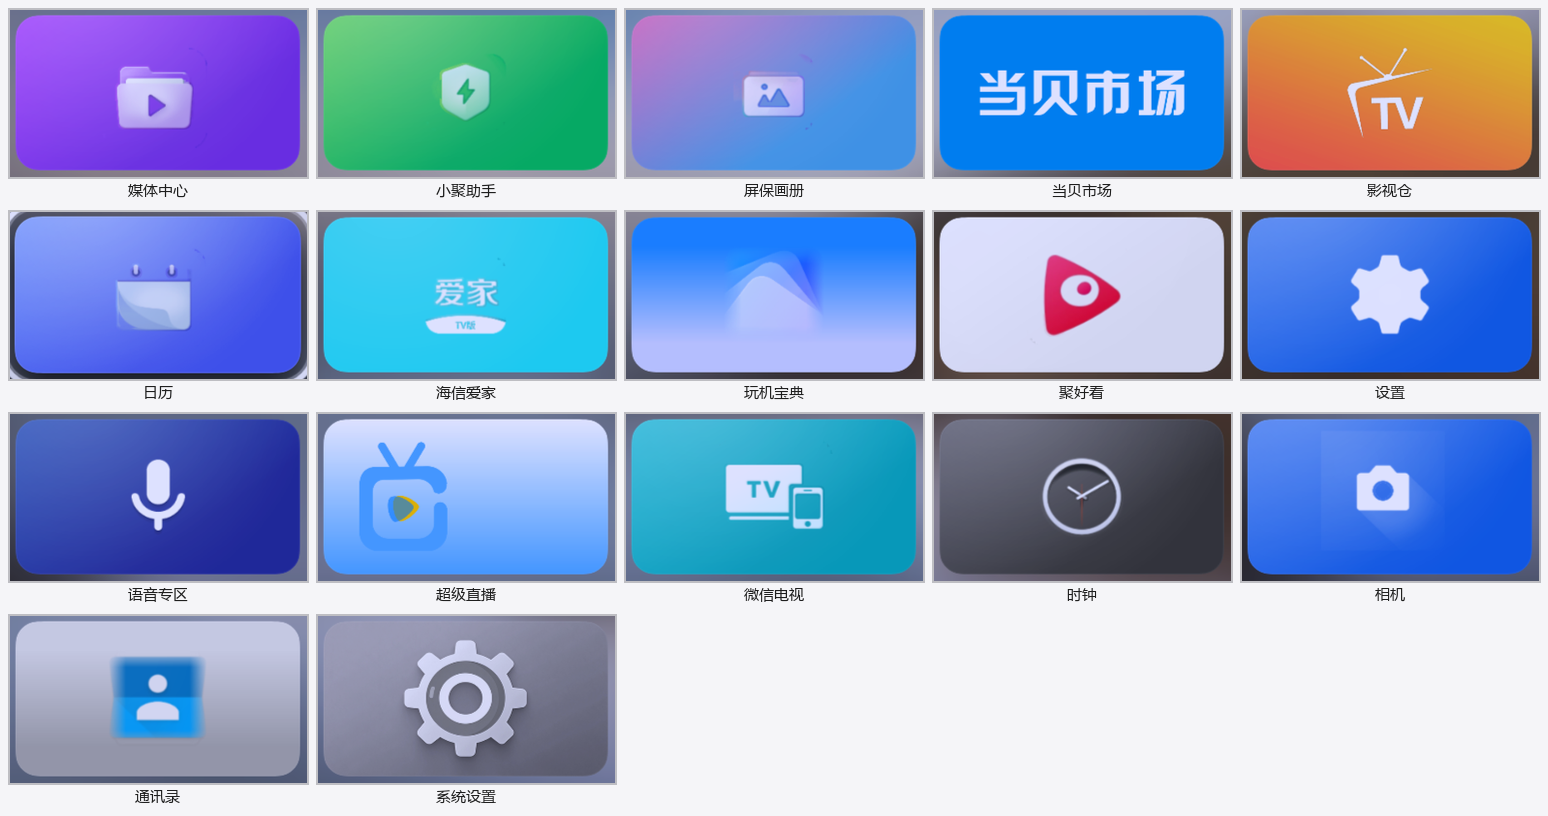 媒体中心
小聚助手
屏保画册
当贝市场
当贝市场
TV
影视仓
日历
爱家
TV版
海信爱家
玩机宝典
聚好看
设置
语音专区
超级直播
TV
微信电视
时钟
相机
通讯录
系统设置